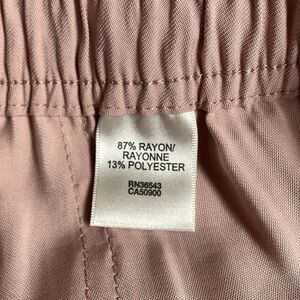 87% RAYON/
RAYONNE
13% POLYESTER
RN36543
CA50900